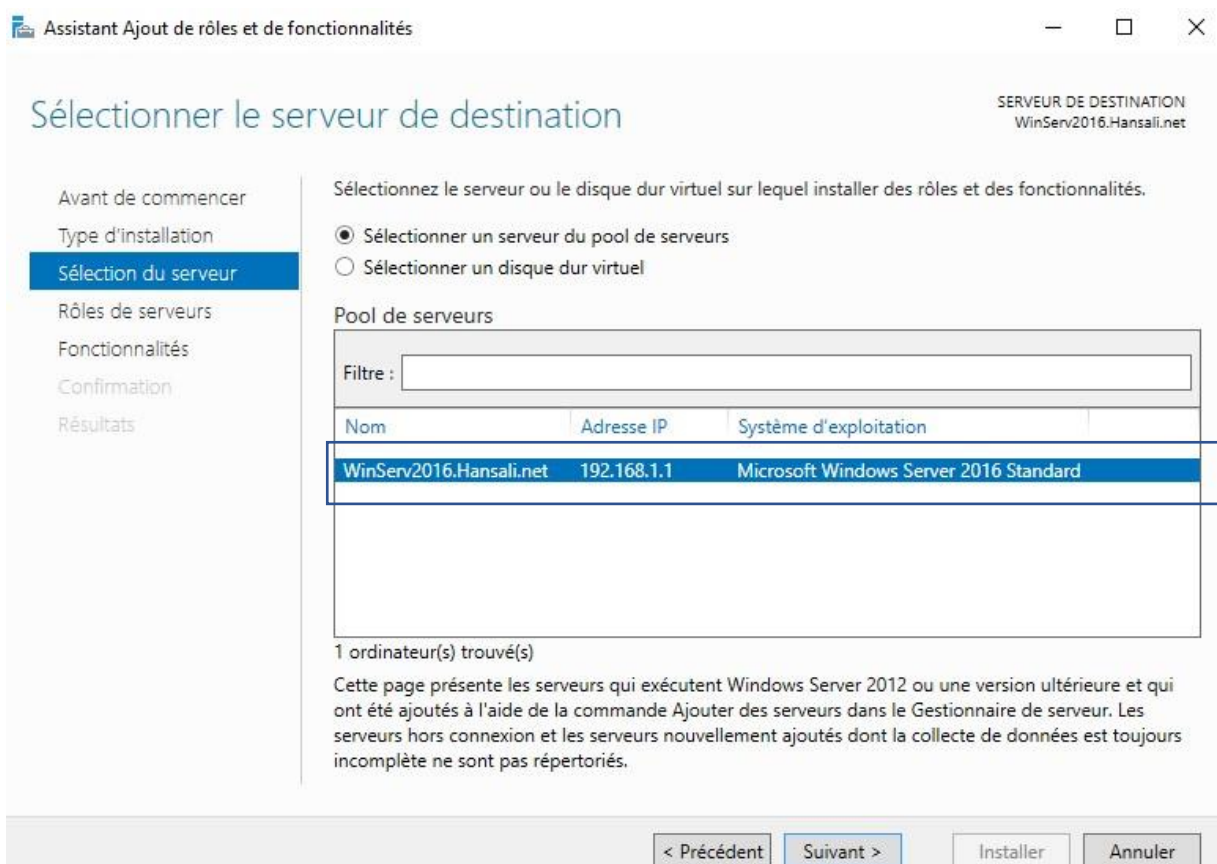 Assistant Ajout de rôles et de fonctionnalités
Sélectionner le serveur de destination
SERVEUR DE DESTINATION
WinServ2016.Hansali.net
Avant de commencer
Type d'installation
Sélection du serveur
Rôles de serveurs
Fonctionnalités
Confirmation
Résultats
Sélectionnez le serveur ou le disque dur virtuel sur lequel installer des rôles et des fonctionnalités.
Sélectionner un serveur du pool de serveurs
Sélectionner un disque dur virtuel
Pool de serveurs
Filtre :
Nom Adresse IP Système d'exploitation
WinServ2016.Hansali.net 192.168.1.1 Microsoft Windows Server 2016 Standard
1 ordinateur(s) trouvé(s)
Cette page présente les serveurs qui exécutent Windows Server 2012 ou une version ultérieure et qui
ont été ajoutés à l'aide de la commande Ajouter des serveurs dans le Gestionnaire de serveur. Les
serveurs hors connexion et les serveurs nouvellement ajoutés dont la collecte de données est toujours
incomplète ne sont pas répertoriés.
< Précédent Suivant > Installer Annuler